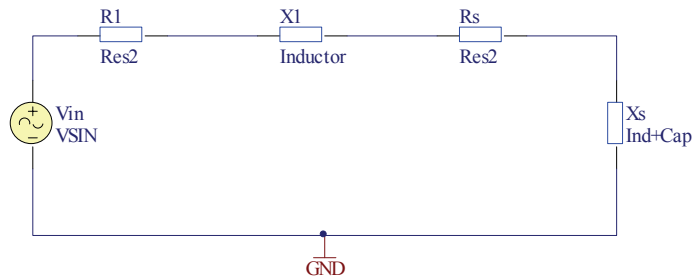 R1
Res2
X1
Inductor
Rs
Res2
Vin
VSIN
Xs
Ind+Cap
GND